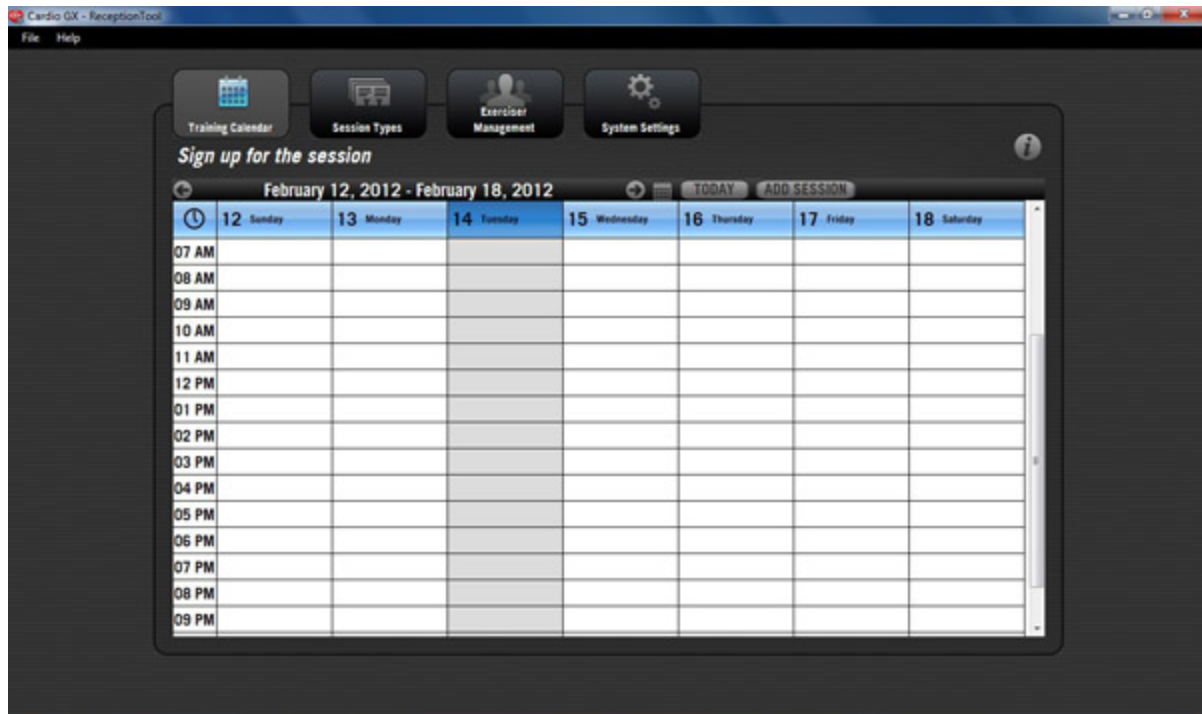 Cardio GX - ReceptionTool
File Help
Training Calendar
Session Types
Exerciser
Management
System Settings
Sign up for the session
i
February 12, 2012 - February 18, 2012 TODAY ADD SESSION
12 Sunday 13 Monday 14 Tuesday 15 Wednesday 16 Thursday 17 Friday 18 Saturday
07 AM
08 AM
09 AM
10 AM
11 AM
12 PM
01 PM
02 PM
03 PM
04 PM
05 PM
06 PM
07 PM
08 PM
09 PM